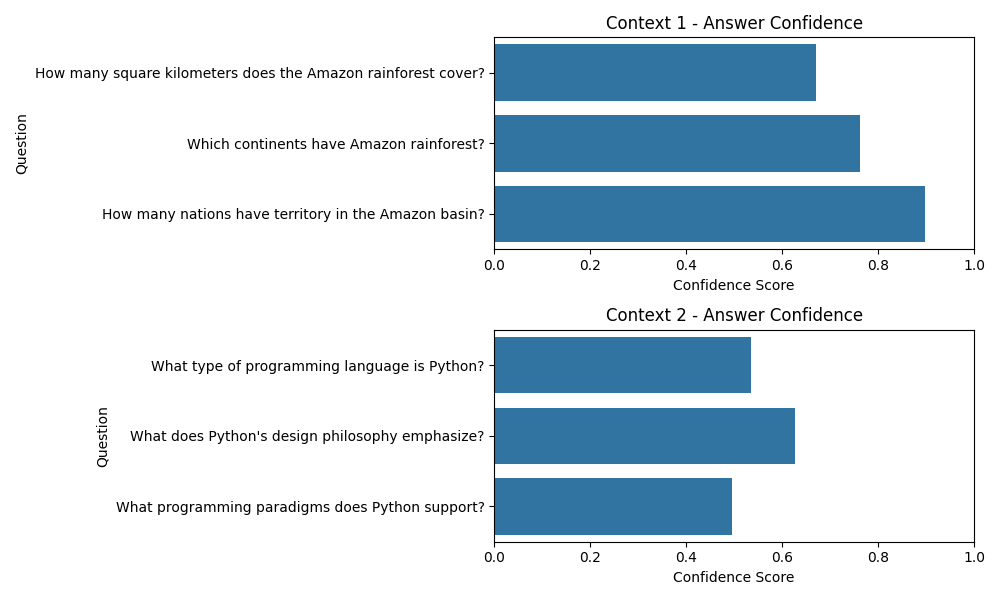 Context 1 - Answer Confidence
Question
How many square kilometers does the Amazon rainforest cover?
Which continents have Amazon rainforest?
How many nations have territory in the Amazon basin?
0.0 0.2 0.4 0.6 0.8 1.0
Confidence Score
Context 2 - Answer Confidence
Question
What type of programming language is Python?
What does Python's design philosophy emphasize?
What programming paradigms does Python support?
0.0 0.2 0.4 0.6 0.8 1.0
Confidence Score